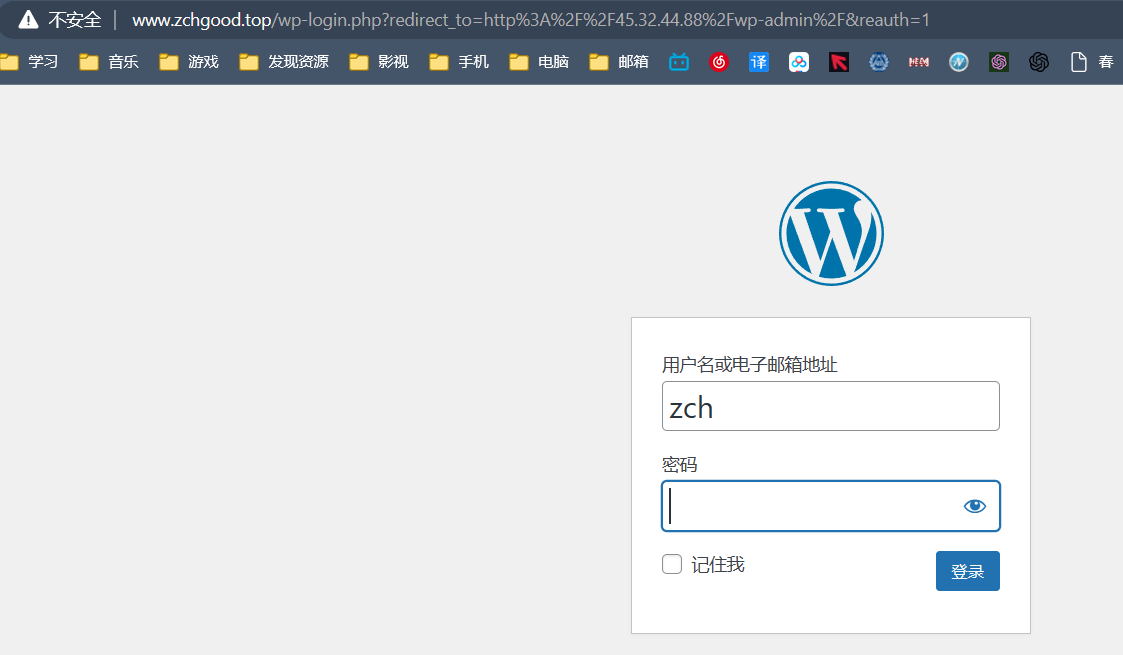 不安全 www.zchgood.top/wp-login.php?redirect_to=http%3A%2F%2F45.32.44.88%2Fwp-admin%2F&reauth=1
学习 音乐 游戏 发现资源 影视 手机 电脑 邮箱 译 春
用户名或电子邮箱地址
zch
密码
记住我 登录